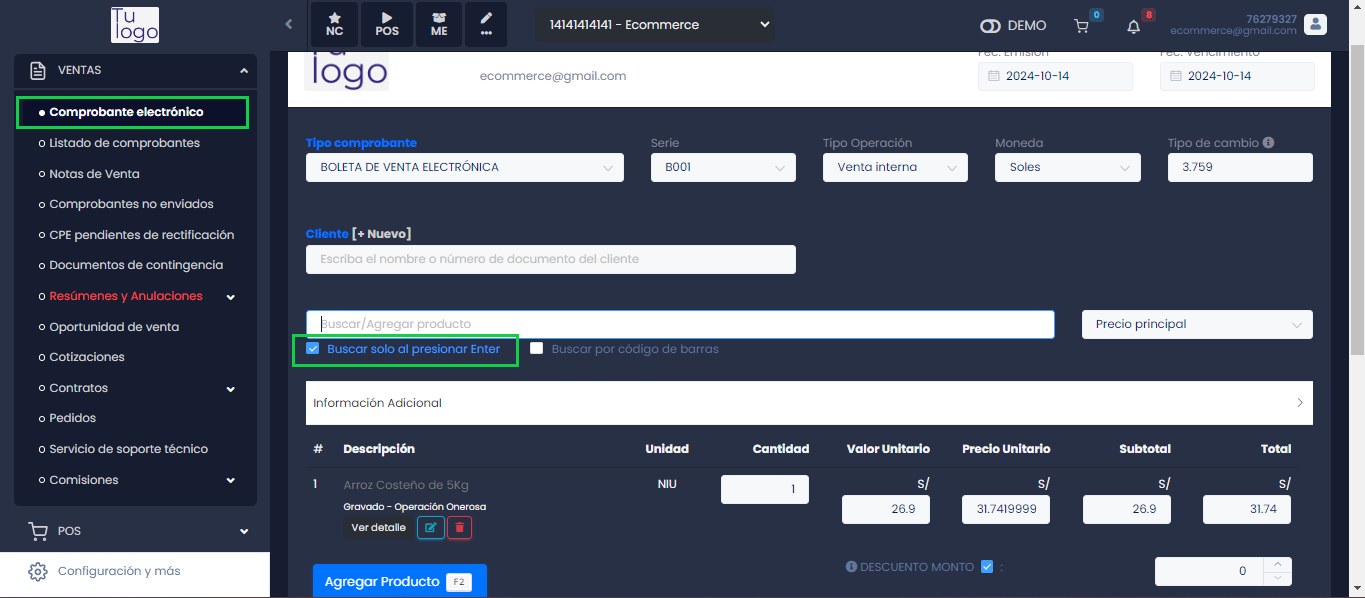 Tu
logo
VENTAS
Comprobante electrónico
Listado de comprobantes
Notas de Venta
Comprobantes no enviados
CPE pendientes de rectificación
Documentos de contingencia
Resúmenes y Anulaciones
Oportunidad de venta
Cotizaciones
Contratos
Pedidos
Servicio de soporte técnico
Comisiones
POS
Configuración y más
NC POS ME
14141414141 - Ecommerce
DEMO 0 8
76279327
ecommerce@gmail.com
logo
ecommerce@gmail.com
Fec. Emisión Fec. Vencimiento
2024-10-14 2024-10-14
Tipo comprobante Serie Tipo Operación Moneda Tipo de cambio
BOLETA DE VENTA ELECTRÓNICA B001 Venta interna Soles 3.759
Cliente [+ Nuevo]
Escriba el nombre o número de documento del cliente
Buscar/Agregar producto Precio principal
Buscar solo al presionar Enter Buscar por código de barras
Información Adicional
# Descripción Unidad Cantidad Valor Unitario Precio Unitario Subtotal Total
1 Arroz Costeño de 5Kg NIU 1 S/ S/ S/ S/
Gravado - Operación Onerosa 26.9 31.7419999 26.9 31.74
Ver detalle
DESCUENTO MONTO : 0
Agregar Producto F2